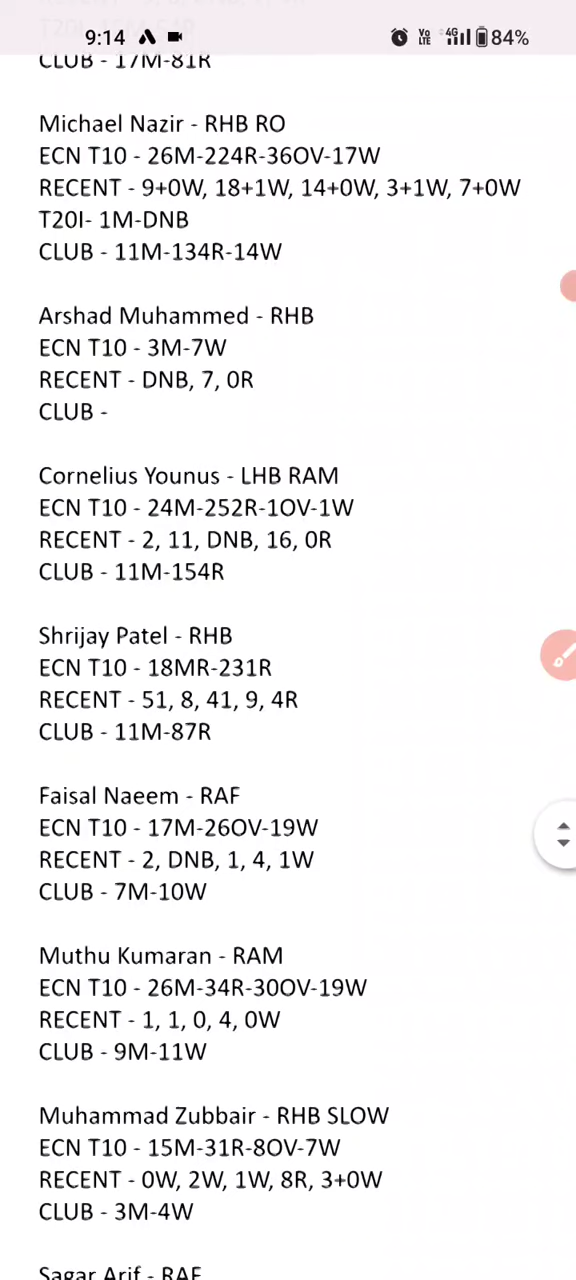 9:14 Vo LTE 4G 84%
CLUB - 17M-81R
Michael Nazir - RHB RO
ECN T10 - 26M-224R-36OV-17W
RECENT - 9+0W, 18+1W, 14+0W, 3+1W, 7+0W
T20I- 1M-DNB
CLUB - 11M-134R-14W
Arshad Muhammed - RHB
ECN T10 - 3M-7W
RECENT - DNB, 7, 0R
CLUB -
Cornelius Younus - LHB RAM
ECN T10 - 24M-252R-1OV-1W
RECENT - 2, 11, DNB, 16, 0R
CLUB - 11M-154R
Shrijay Patel - RHB
ECN T10 - 18MR-231R
RECENT - 51, 8, 41, 9, 4R
CLUB - 11M-87R
Faisal Naeem - RAF
ECN T10 - 17M-26OV-19W
RECENT - 2, DNB, 1, 4, 1W
CLUB - 7M-10W
Muthu Kumaran - RAM
ECN T10 - 26M-34R-30OV-19W
RECENT - 1, 1, 0, 4, 0W
CLUB - 9M-11W
Muhammad Zubbair - RHB SLOW
ECN T10 - 15M-31R-8OV-7W
RECENT - 0W, 2W, 1W, 8R, 3+0W
CLUB - 3M-4W
Sagar Arif - RAF